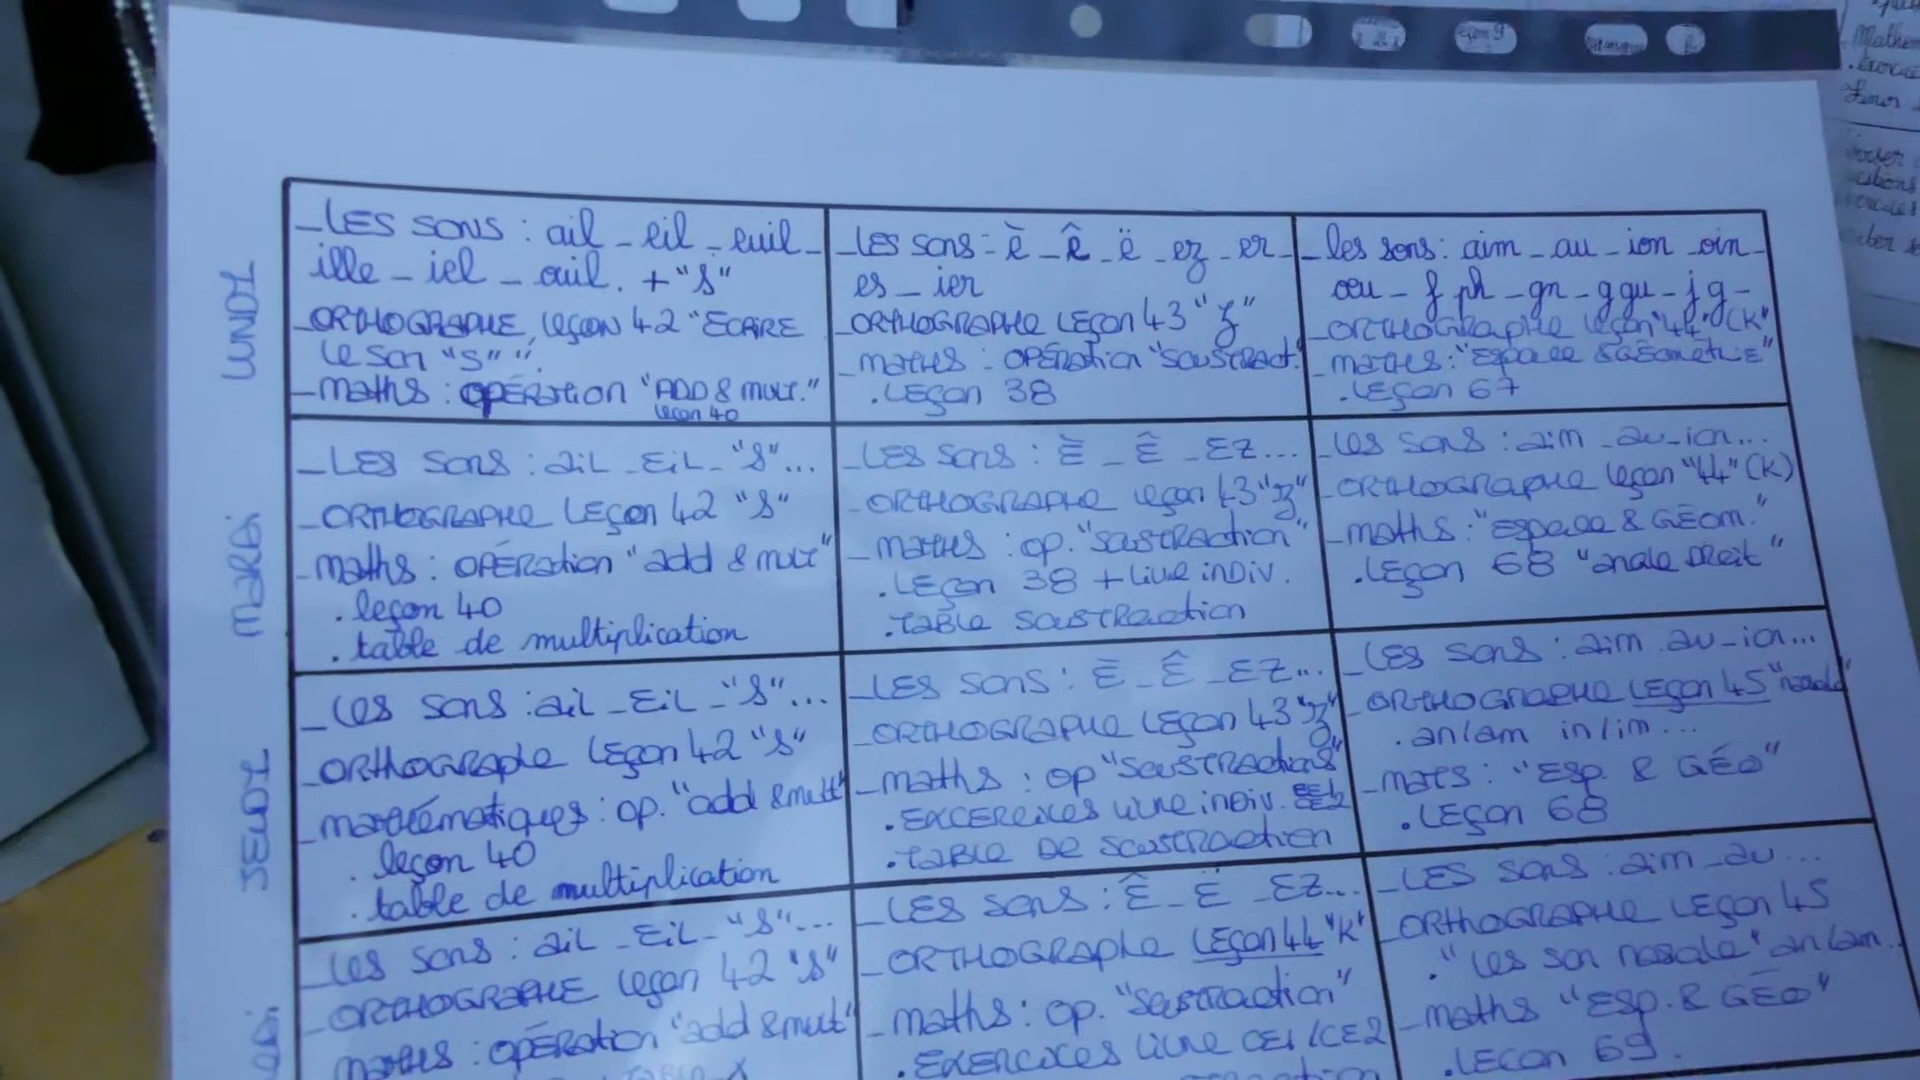 LUNDI
_LES SONS : ail _ eil _ euil _
ille _ iel _ ouil. + "S"
_ORTHOGRAPHE, Leçon 42 "ECRIRE
le son "S" ".
_maths : OPÉRATION "ADD & MULT."
leçon 40
_Les sons - è _ ê _ ë _ ez _ er _
es _ ier
_ORTHOGRAPHE Leçon 43 "z"
_maths : OPÉRATION "SOUSTRACT."
.Leçon 38
_les sons : aim _ au _ ion _ oin _
oeu _ f ph _ gn _ g gu _ j g _
_ORTHOGRAPHE leçon "44" (K)
_maths : "Espace & GÉOMÉTRIE"
.Leçon 67
MARDI
_LES SONS : ail _ EiL _ "S"...
_ORTHOGRAPHE LEÇON 42 "S"
_maths : OPÉRATION "add & mult"
. leçon 40
. table de multiplication
_LES SONS : È _ Ê _ EZ...
_ORTHOGRAPHE Leçon 43 "z"
_maths : op. "SOUSTRACTION"
.LEÇON 38 + Livre indiv.
.TABLE SOUSTRACTION
_LES SONS : aim _ au _ ion...
_ORTHOGRAPHE leçon "44" (K)
_maths : "Espace & GÉOM."
.LEÇON 68 "angle DROIT"
JEUDI
_LES SONS : ail _ EiL _ "S"...
_ORTHOGRAPHE Leçon 42 "S"
_mathématiques : op. "add & mult"
. leçon 40
. table de multiplication
_LES SONS : È _ Ê _ EZ...
_ORTHOGRAPHE LEÇON 43 "z"
_maths : op "SOUSTRACTIONS"
.EXCERCICES livre indiv.
.TABLE DE SOUSTRACTION
_LES SONS : aim _ au _ ion...
_ORTHOGRAPHE LEÇON 45
. an/am in/im...
_maths : "Esp. & GÉO"
.LEÇON 68
_LES SONS : ail _ EiL _ "S"...
_ORTHOGRAPHE leçon 42 "S"
maths : OPÉRATION "add & mult"
_LES SONS : Ê _ Ë _ EZ...
_ORTHOGRAPHE LEÇON 44 "K"
_maths : op. "Soustraction"
.EXERCICES livre CE1/CE2
_LES SONS : aim _ au...
_ORTHOGRAPHE LEÇON 45
."Les son nasale" an/am
_maths "ESP. & GÉO"
.LEÇON 69.